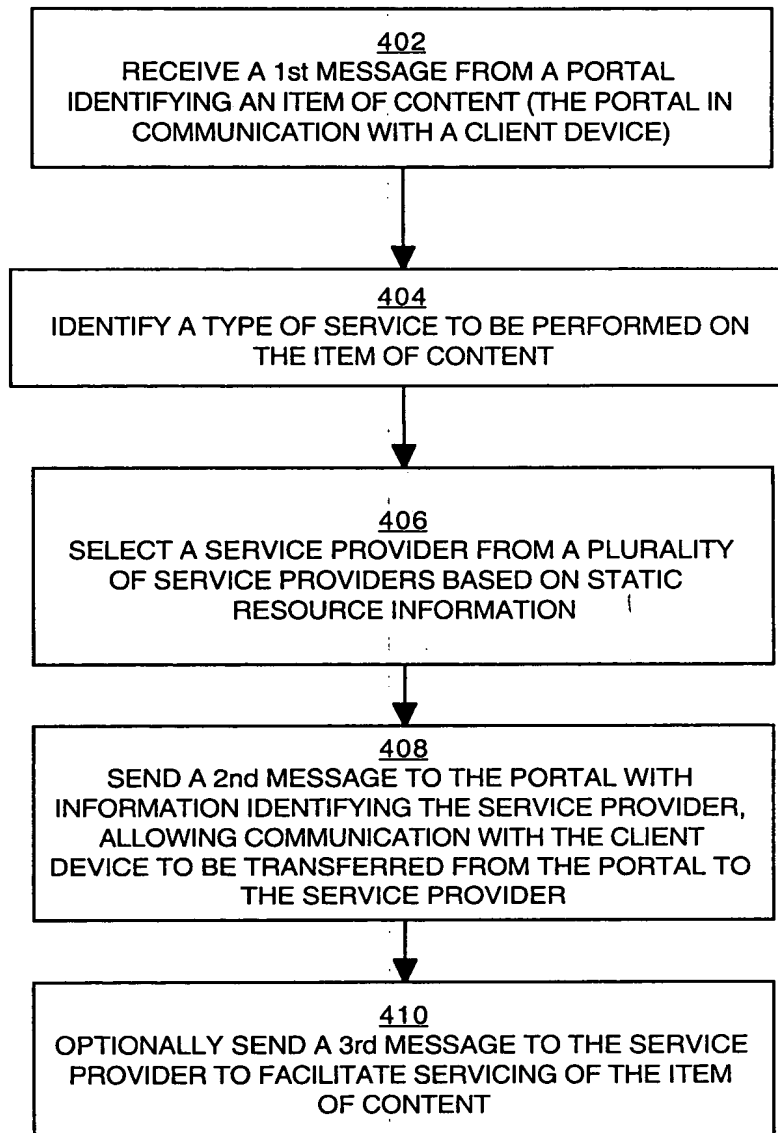 402
RECEIVE A 1st MESSAGE FROM A PORTAL
IDENTIFYING AN ITEM OF CONTENT (THE PORTAL IN
COMMUNICATION WITH A CLIENT DEVICE)
404
IDENTIFY A TYPE OF SERVICE TO BE PERFORMED ON
THE ITEM OF CONTENT
406
SELECT A SERVICE PROVIDER FROM A PLURALITY
OF SERVICE PROVIDERS BASED ON STATIC
RESOURCE INFORMATION
408
SEND A 2nd MESSAGE TO THE PORTAL WITH
INFORMATION IDENTIFYING THE SERVICE PROVIDER,
ALLOWING COMMUNICATION WITH THE CLIENT
DEVICE TO BE TRANSFERRED FROM THE PORTAL TO
THE SERVICE PROVIDER
410
OPTIONALLY SEND A 3rd MESSAGE TO THE SERVICE
PROVIDER TO FACILITATE SERVICING OF THE ITEM
OF CONTENT